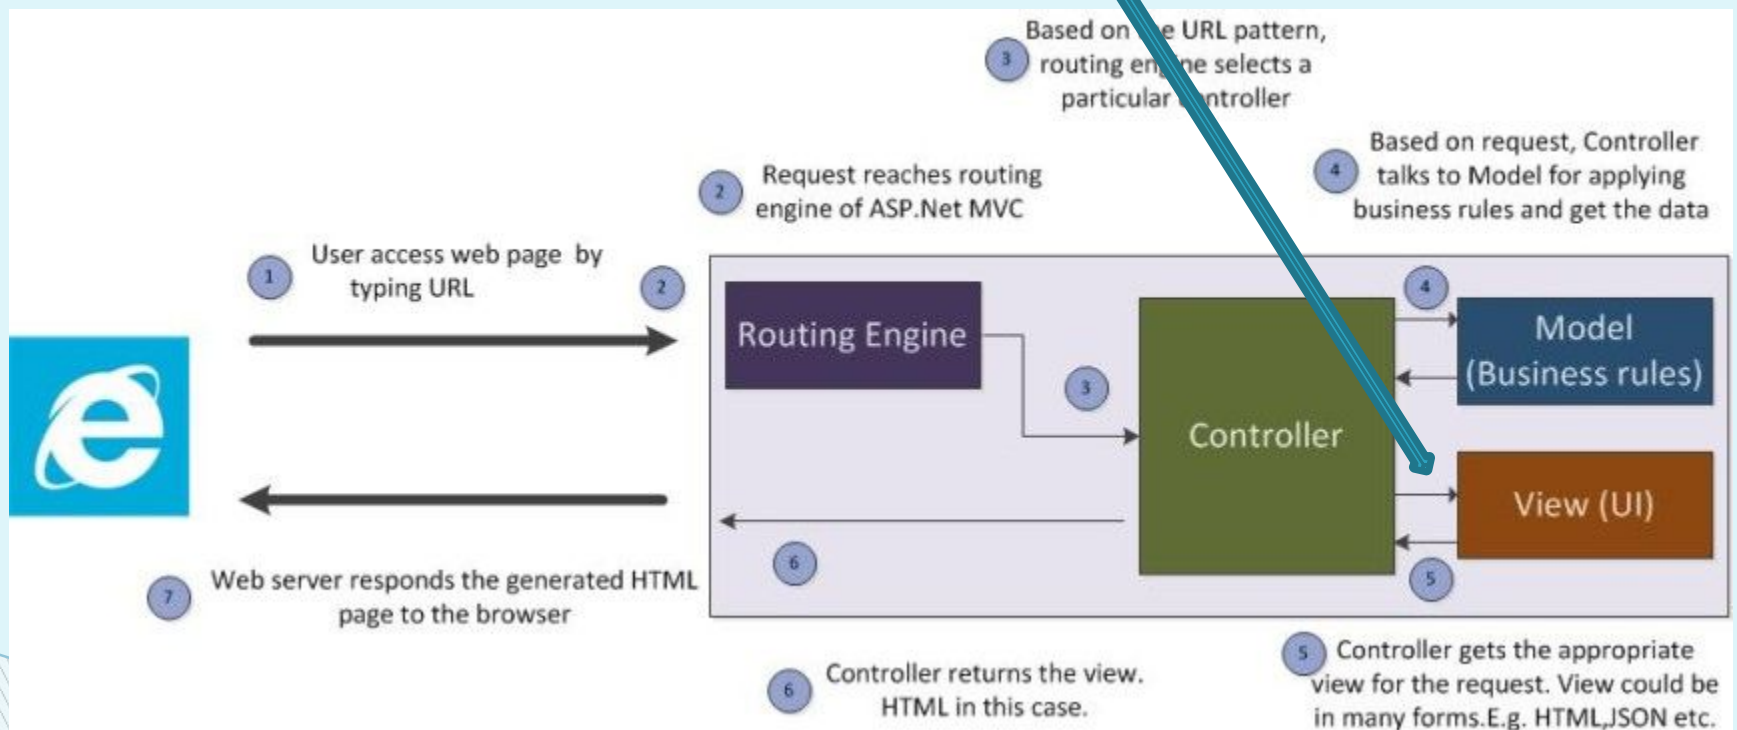 1
User access web page by
typing URL
2
2
Request reaches routing
engine of ASP.Net MVC
3
Based on URL pattern,
routing selects a
particular
4
Based on request, Controller
talks to Model for applying
business rules and get the data
Routing Engine
3
Controller
4
Model
(Business rules)
View (UI)
5
6
7
Web server responds the generated HTML
page to the browser
6
Controller returns the view.
HTML in this case.
5
Controller gets the appropriate
view for the request. View could be
in many forms.E.g. HTML,JSON etc.